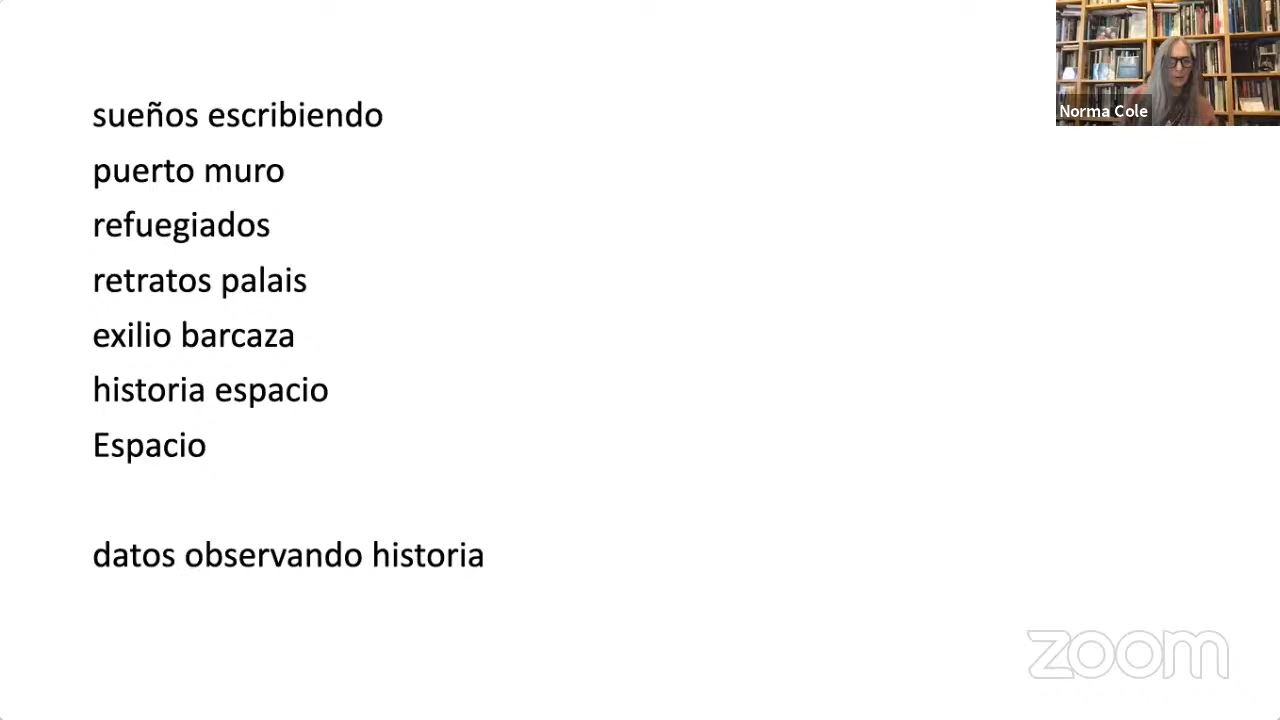 sueños escribiendo
puerto muro
refuegiados
retratos palais
exilio barcaza
historia espacio
Espacio
datos observando historia
Norma Cole
zoom